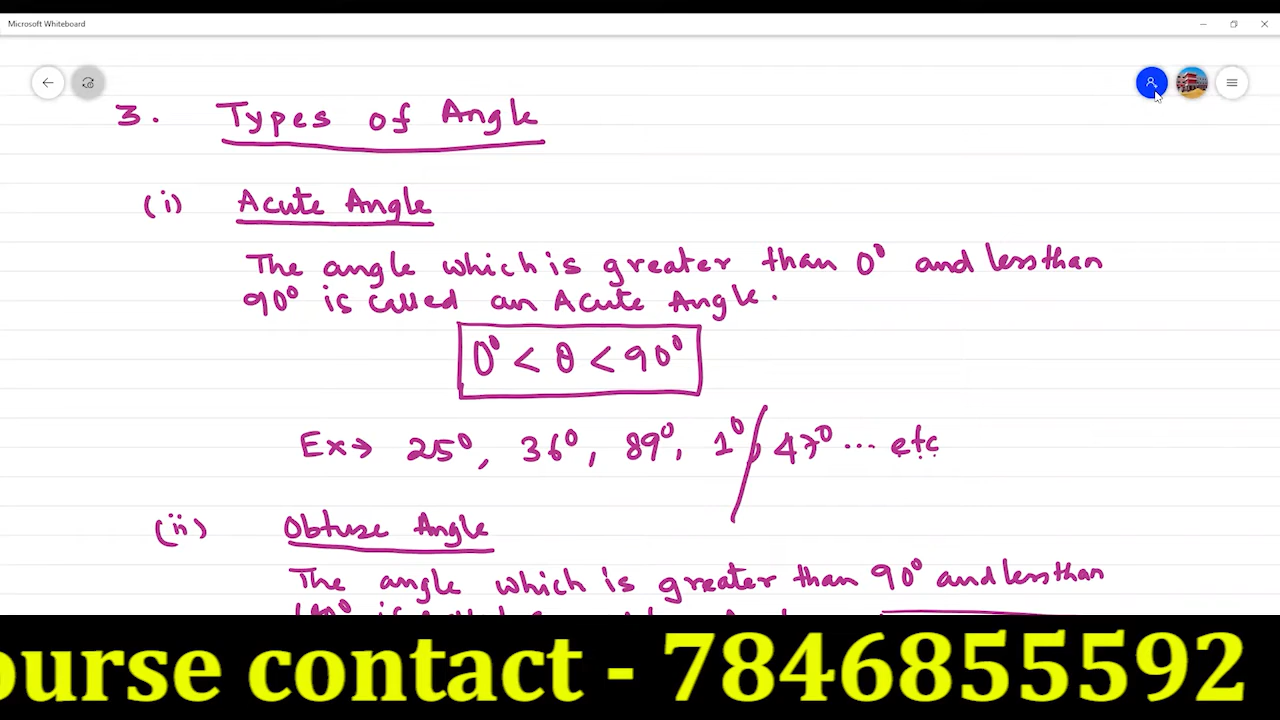 Microsoft Whiteboard
3. Types of Angle
(i) Acute Angle
The angle which is greater than 0° and less than
90° is called an Acute Angle.
0° < θ < 90°
Ex → 25°, 36°, 89°, 1°, 47° ... etc
(ii) Obtuse Angle
The angle which is greater than 90° and less than
ourse contact - 7846855592